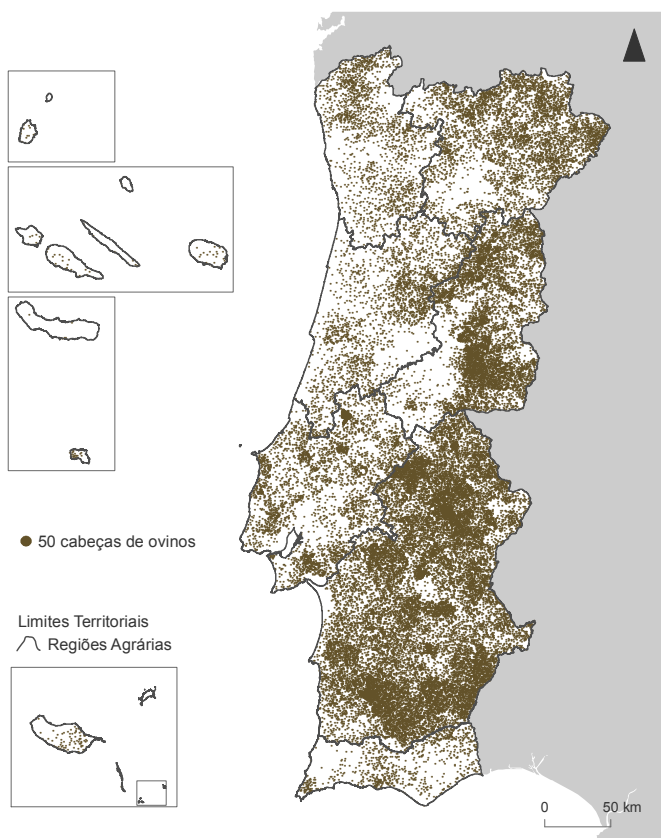 50 cabeças de ovinos
Limites Territoriais
Regiões Agrárias
0 50 km